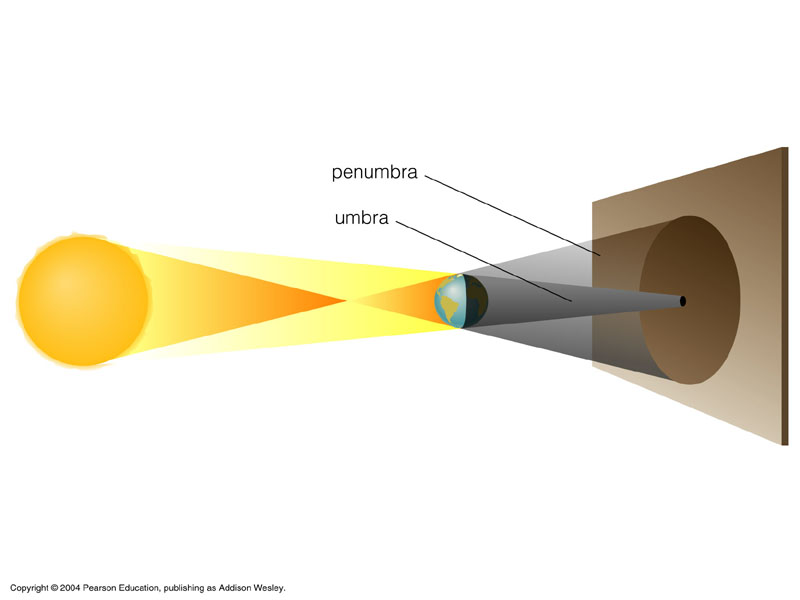 penumbra
umbra
Copyright © 2004 Pearson Education, publishing as Addison Wesley.